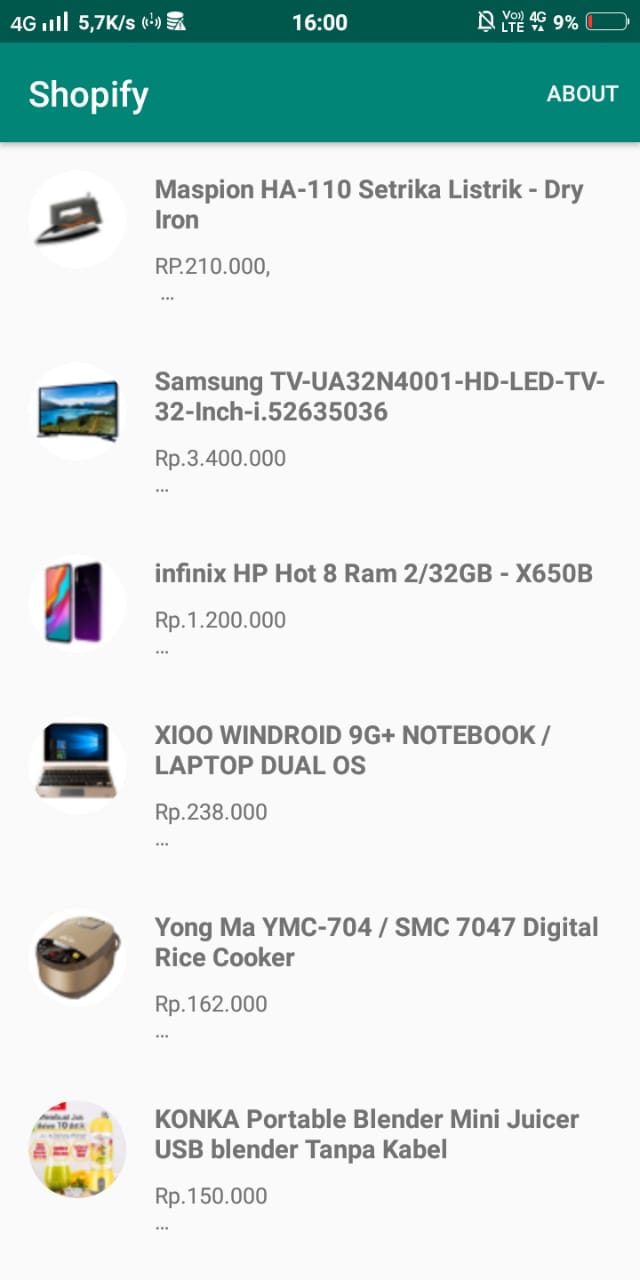 4G 5,7K/s 16:00 Vo) LTE 4G 9%
Shopify ABOUT
Maspion HA-110 Setrika Listrik - Dry
Iron
RP.210.000,
...
Samsung TV-UA32N4001-HD-LED-TV-
32-Inch-i.52635036
Rp.3.400.000
...
infinix HP Hot 8 Ram 2/32GB - X650B
Rp.1.200.000
...
XIOO WINDROID 9G+ NOTEBOOK /
LAPTOP DUAL OS
Rp.238.000
...
Yong Ma YMC-704 / SMC 7047 Digital
Rice Cooker
Rp.162.000
...
KONKA Portable Blender Mini Juicer
USB blender Tanpa Kabel
Rp.150.000
...